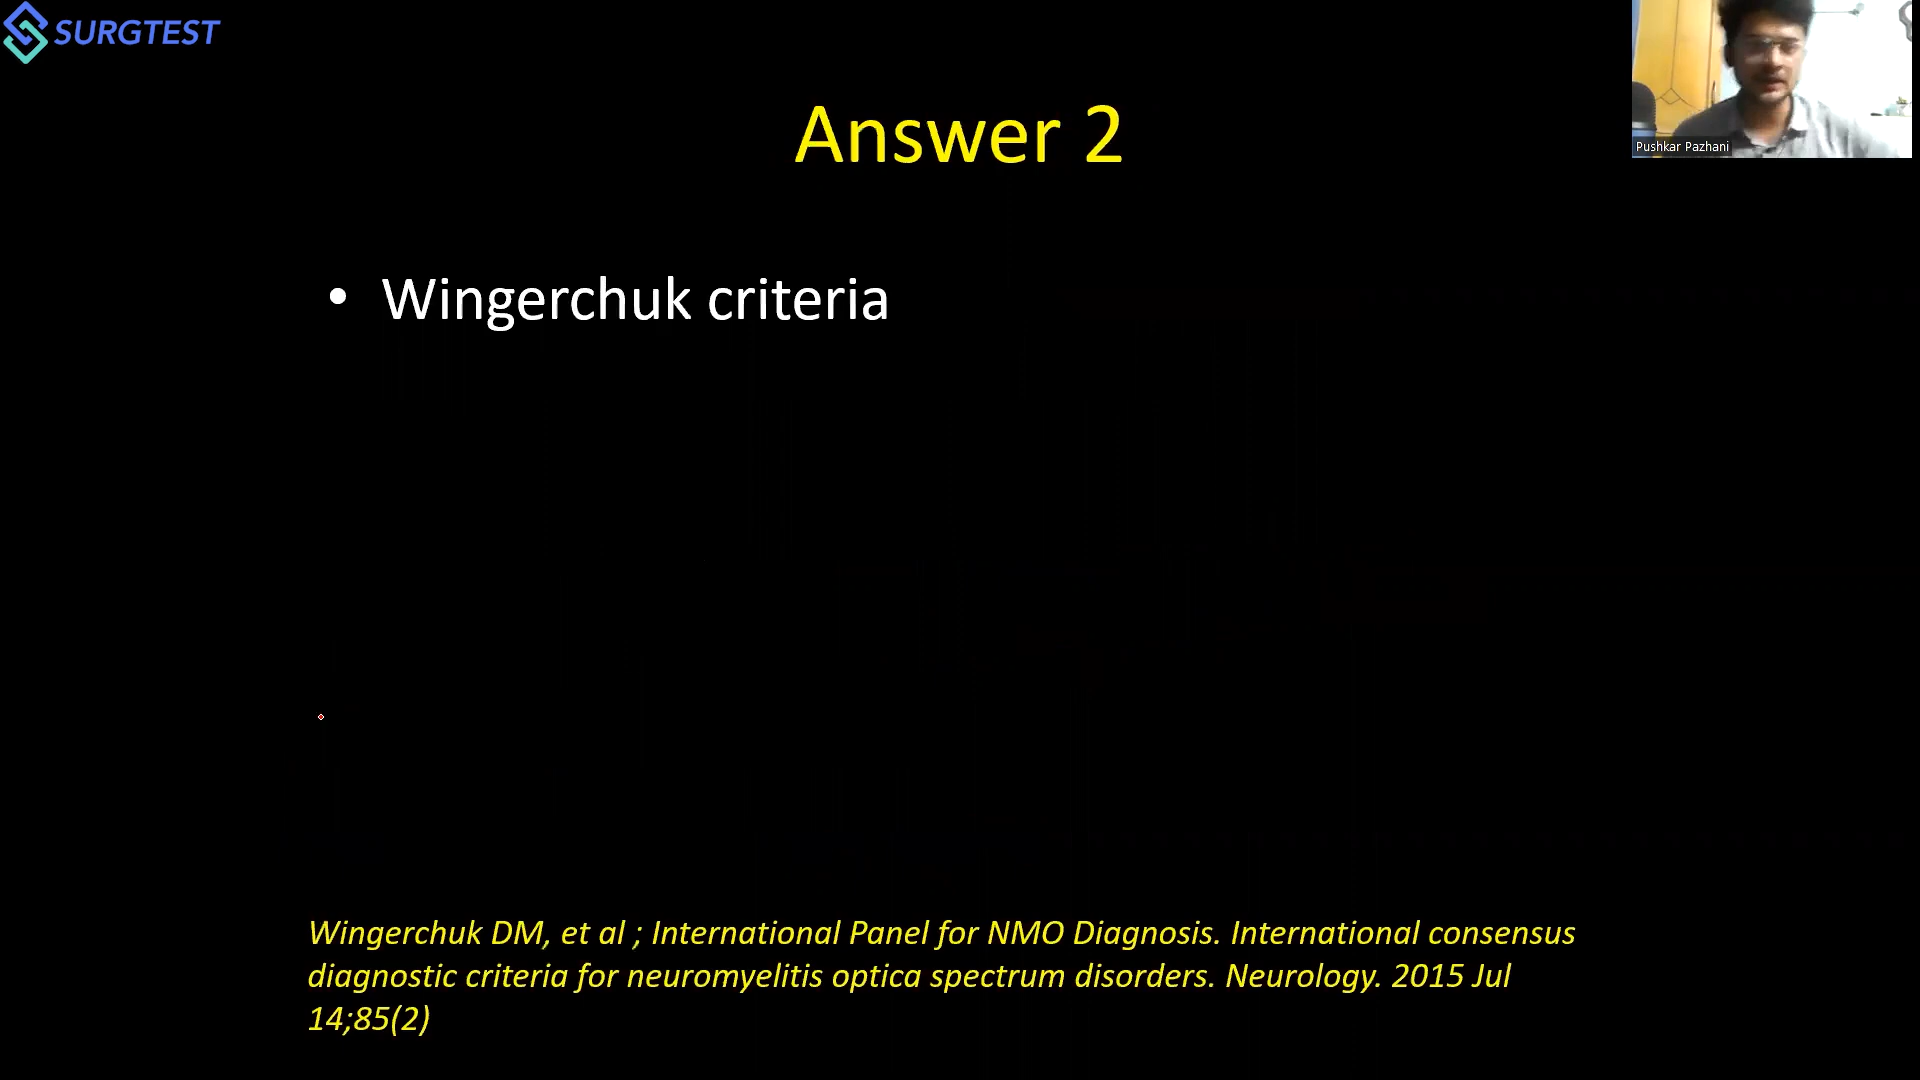 SURGTEST
Pushkar Pazhani
Answer 2
• Wingerchuk criteria
Wingerchuk DM, et al ; International Panel for NMO Diagnosis. International consensus
diagnostic criteria for neuromyelitis optica spectrum disorders. Neurology. 2015 Jul
14;85(2)